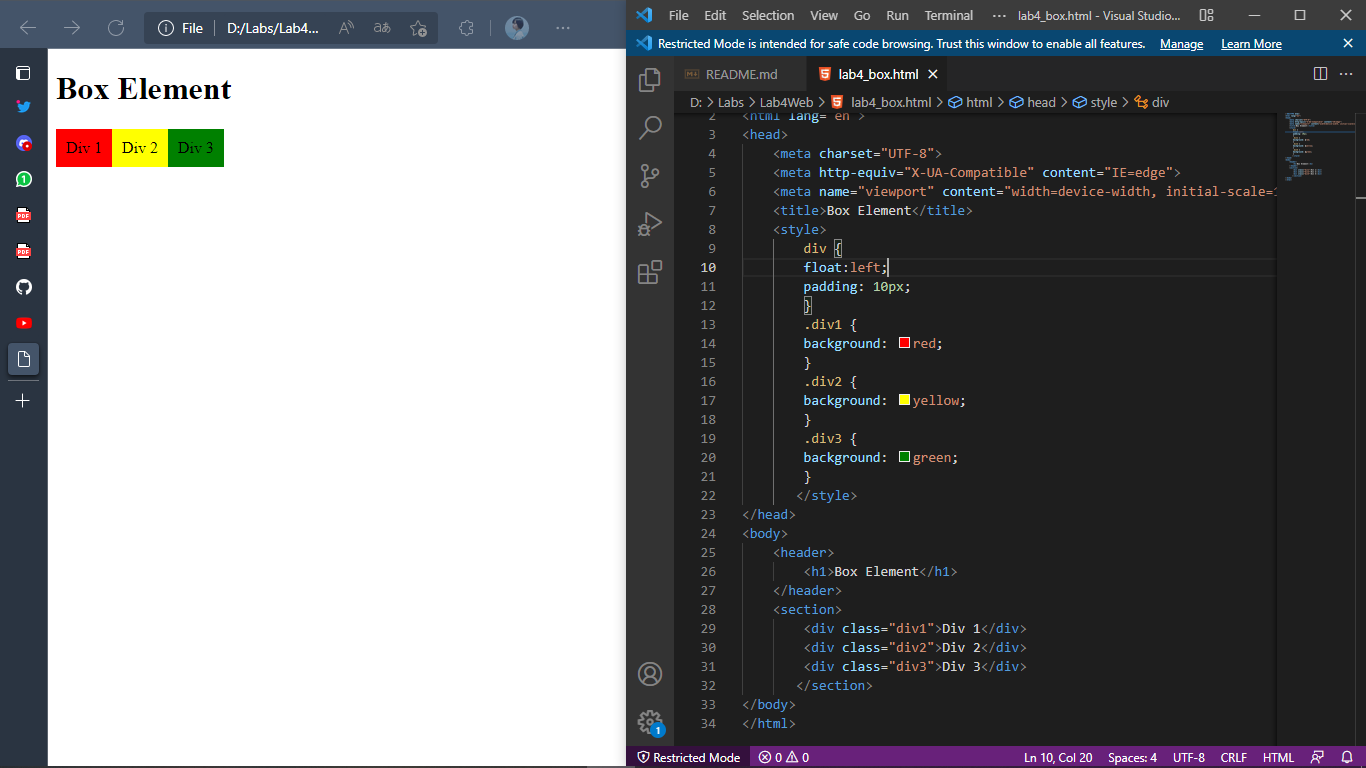 File D:/Labs/Lab4...
Box Element
Div 1 Div 2 Div 3
File Edit Selection View Go Run Terminal ··· lab4_box.html - Visual Studio...
Restricted Mode is intended for safe code browsing. Trust this window to enable all features. Manage Learn More
README.md lab4_box.html
D: > Labs > Lab4Web > lab4_box.html > html > head > style > div
2 <html lang="en">
3 <head>
4 <meta charset="UTF-8">
5 <meta http-equiv="X-UA-Compatible" content="IE=edge">
6 <meta name="viewport" content="width=device-width, initial-scale=1
7 <title>Box Element</title>
8 <style>
9 div {
10 float:left;
11 padding: 10px;
12 }
13 .div1 {
14 background: red;
15 }
16 .div2 {
17 background: yellow;
18 }
19 .div3 {
20 background: green;
21 }
22 </style>
23 </head>
24 <body>
25 <header>
26 <h1>Box Element</h1>
27 </header>
28 <section>
29 <div class="div1">Div 1</div>
30 <div class="div2">Div 2</div>
31 <div class="div3">Div 3</div>
32 </section>
33 </body>
34 </html>
1
Restricted Mode 0 0 Ln 10, Col 20 Spaces: 4 UTF-8 CRLF HTML